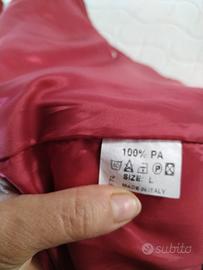 100% PA
SIZE: L
MADE IN ITALY
subito